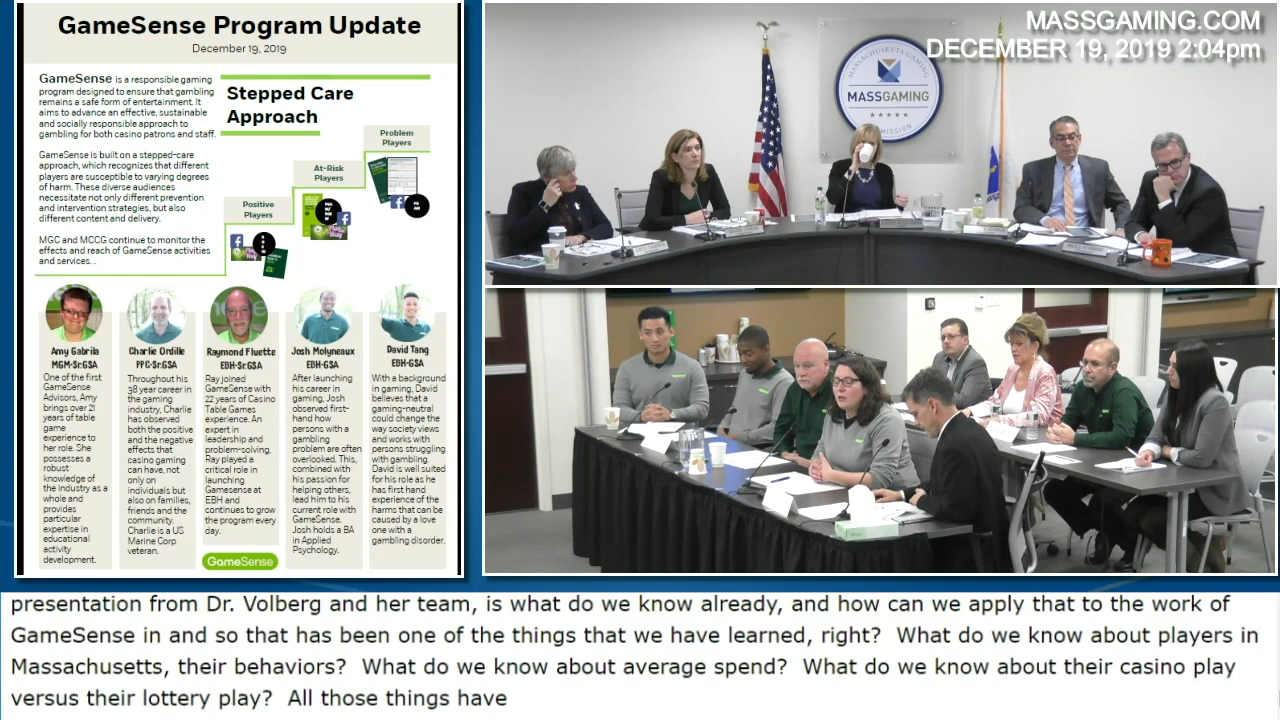 GameSense Program Update
December 19, 2019
GameSense is a responsible gaming
program designed to ensure that gambling
remains a safe form of entertainment. It
aims to advance an effective, sustainable
and socially responsible approach to
gambling for both casino patrons and staff.
GameSense is built on a stepped-care
approach, which recognizes that different
players are susceptible to varying degrees
of harm. These diverse audiences
necessitate not only different prevention
and intervention strategies, but also
different content and delivery.
MGC and MCCG continue to monitor the
effects and reach of GameSense activities
and services. .
Stepped Care
Approach
Problem
Players
At-Risk
Players
Positive
Players
Amy Gabrila
MGM-Sr.GSA
One of the first
GameSense
Advisors, Amy
brings over 21
years of table
game
experience to
her role. She
possesses a
robust
knowledge of
the industry as a
whole and
provides
particular
expertise in
educational
activity
development.
Charlie Ordille
PPC-Sr.GSA
Throughout his
38 year career in
the gaming
industry, Charlie
has observed
both the positive
and the negative
effects that
casino gaming
can have, not
only on
individuals but
also on families,
friends and the
community.
Charlie is a US
Marine Corp
veteran.
Raymond Fluette
EBH-Sr.GSA
Ray joined
GameSense with
22 years of Casino
Table Games
experience. An
expert in
leadership and
problem-solving,
Ray played a
critical role in
launching
Gamesense at
EBH and
continues to grow
the program every
day.
GameSense
Josh Molyneaux
EBH-GSA
After launching
his career in
gaming, Josh
observed first-
hand how
persons with a
gambling
problem are often
overlooked. This,
combined with
his passion for
helping others,
lead him to his
current role with
GameSense.
Josh holds a BA
in Applied
Psychology.
David Tang
EBH-GSA
With a background
in gaming, David
believes that a
gaming-neutral
could change the
way society views
and works with
persons struggling
with gambling.
David is well suited
for his role as he
has first hand
experience of the
harms that can be
caused by a love
one with a
gambling disorder.
MASSGAMING.COM
DECEMBER 19, 2019 2:04pm
MASSACHUSETTS GAMING
MASSGAMING
presentation from Dr. Volberg and her team, is what do we know already, and how can we apply that to the work of
GameSense in and so that has been one of the things that we have learned, right?  What do we know about players in
Massachusetts, their behaviors?  What do we know about average spend?  What do we know about their casino play
versus their lottery play?  All those things have